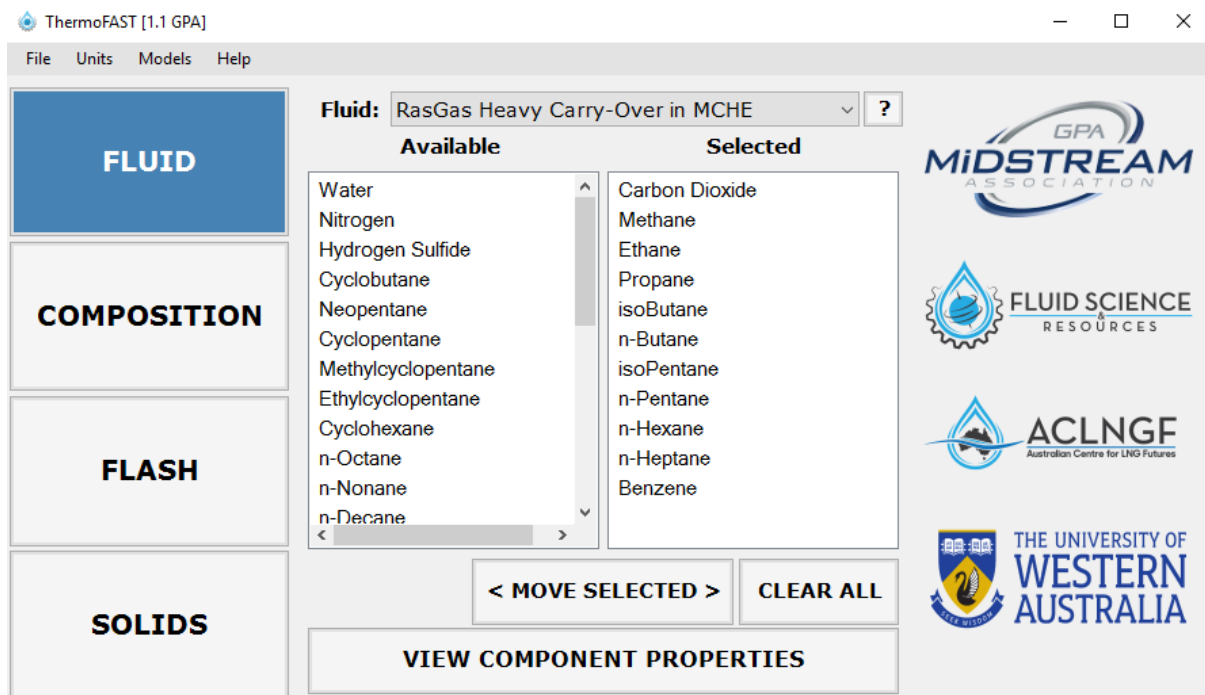 ThermoFAST [1.1 GPA]
File Units Models Help
FLUID
COMPOSITION
FLASH
SOLIDS
Fluid: RasGas Heavy Carry-Over in MCHE ?
Available
Water
Nitrogen
Hydrogen Sulfide
Cyclobutane
Neopentane
Cyclopentane
Methylcyclopentane
Ethylcyclopentane
Cyclohexane
n-Octane
n-Nonane
n-Decane
Selected
Carbon Dioxide
Methane
Ethane
Propane
isoButane
n-Butane
isoPentane
n-Pentane
n-Hexane
n-Heptane
Benzene
< MOVE SELECTED >
CLEAR ALL
VIEW COMPONENT PROPERTIES
GPA
MiDSTREAM
ASSOCIATION
FLUID SCIENCE
&
RESOURCES
ACLNGF
Australian Centre for LNG Futures
SEEK WISDOM
THE UNIVERSITY OF
WESTERN
AUSTRALIA